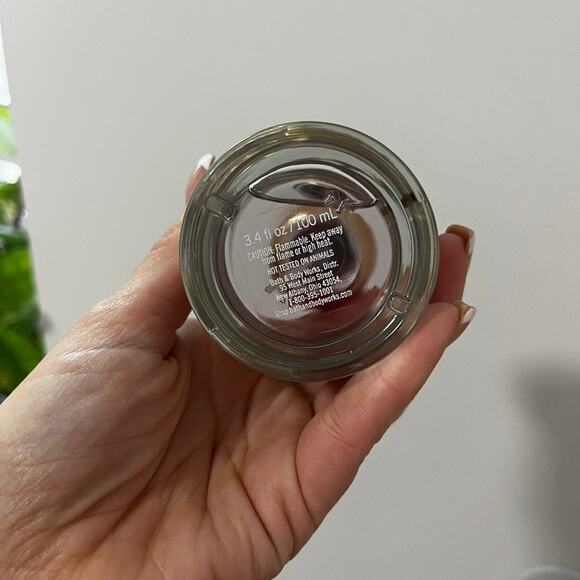 3.4 fl oz / 100 mL
CAUTION: Flammable. Keep away
from flame or high heat.
NOT TESTED ON ANIMALS
Bath & Body Works, Distr.
95 West Main Street
New Albany, Ohio 43054,
1-800-395-1001
Shop bathandbodyworks.com